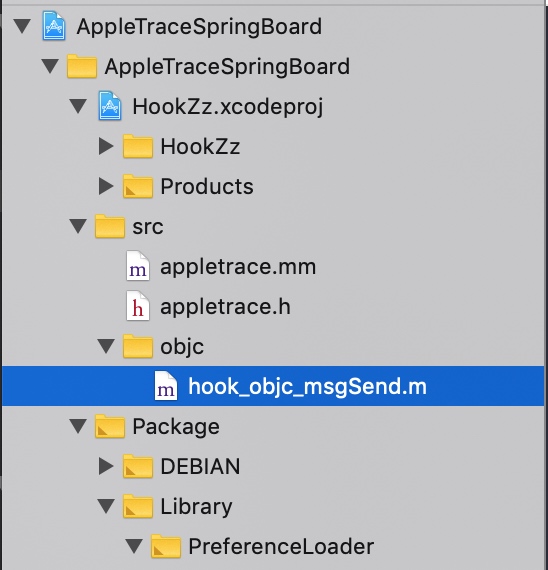 AppleTraceSpringBoard
AppleTraceSpringBoard
HookZz.xcodeproj
HookZz
Products
src
m appletrace.mm
h appletrace.h
objc
m hook_objc_msgSend.m
Package
DEBIAN
Library
PreferenceLoader